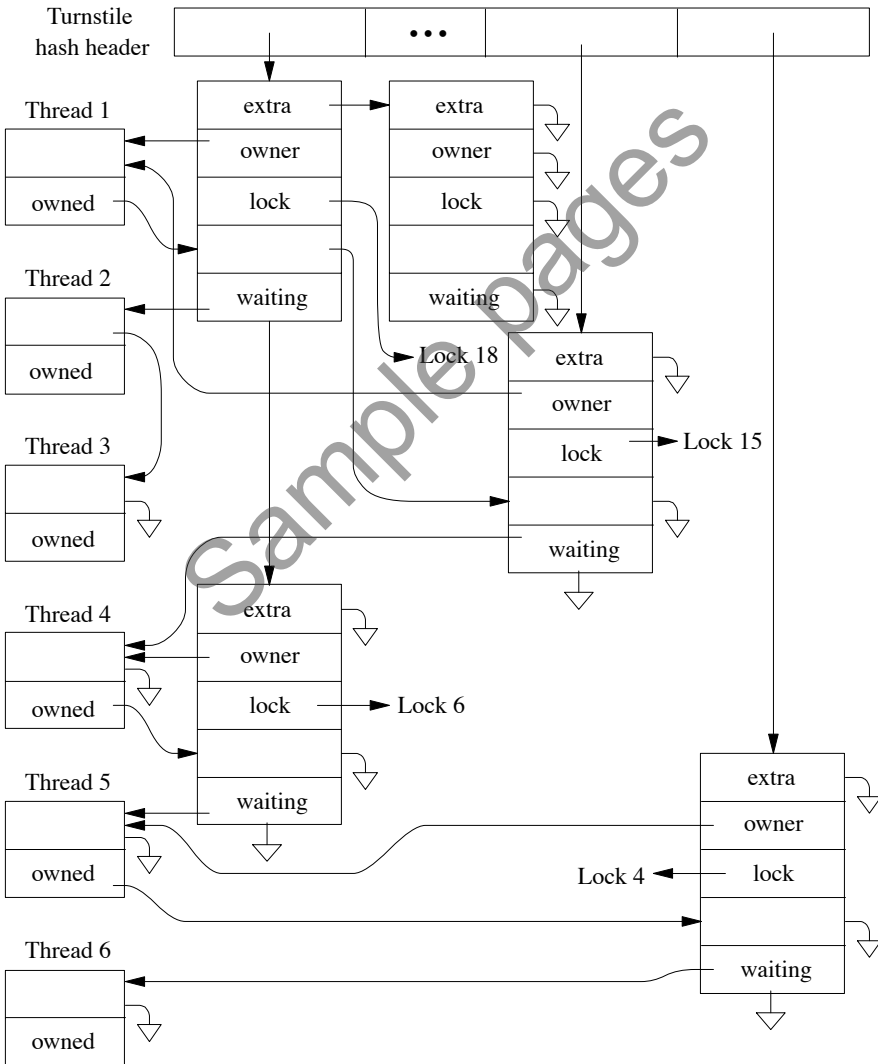 Turnstile
hash header
•••
Thread 1
owned
extra
owner
lock
waiting
extra
owner
lock
waiting
Thread 2
owned
Lock 18
extra
owner
lock
waiting
Lock 15
Thread 3
owned
Sample pages
Thread 4
owned
extra
owner
lock
waiting
Lock 6
Thread 5
owned
extra
owner
lock
waiting
Lock 4
Thread 6
owned